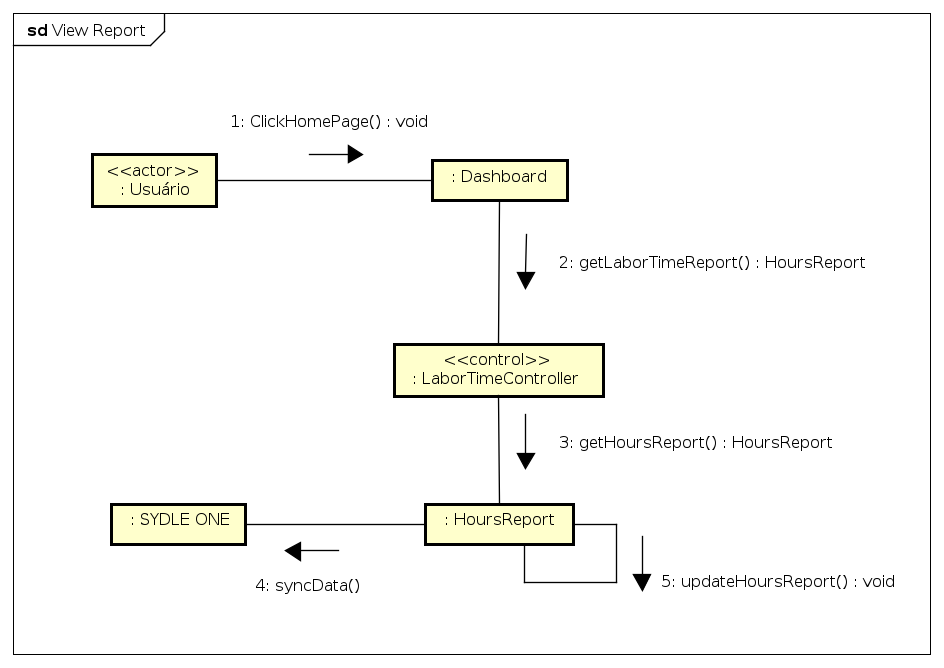 sd View Report
1: ClickHomePage() : void
<<actor>>
: Usuário
: Dashboard
2: getLaborTimeReport() : HoursReport
<<control>>
: LaborTimeController
3: getHoursReport() : HoursReport
: SYDLE ONE
: HoursReport
4: syncData()
5: updateHoursReport() : void